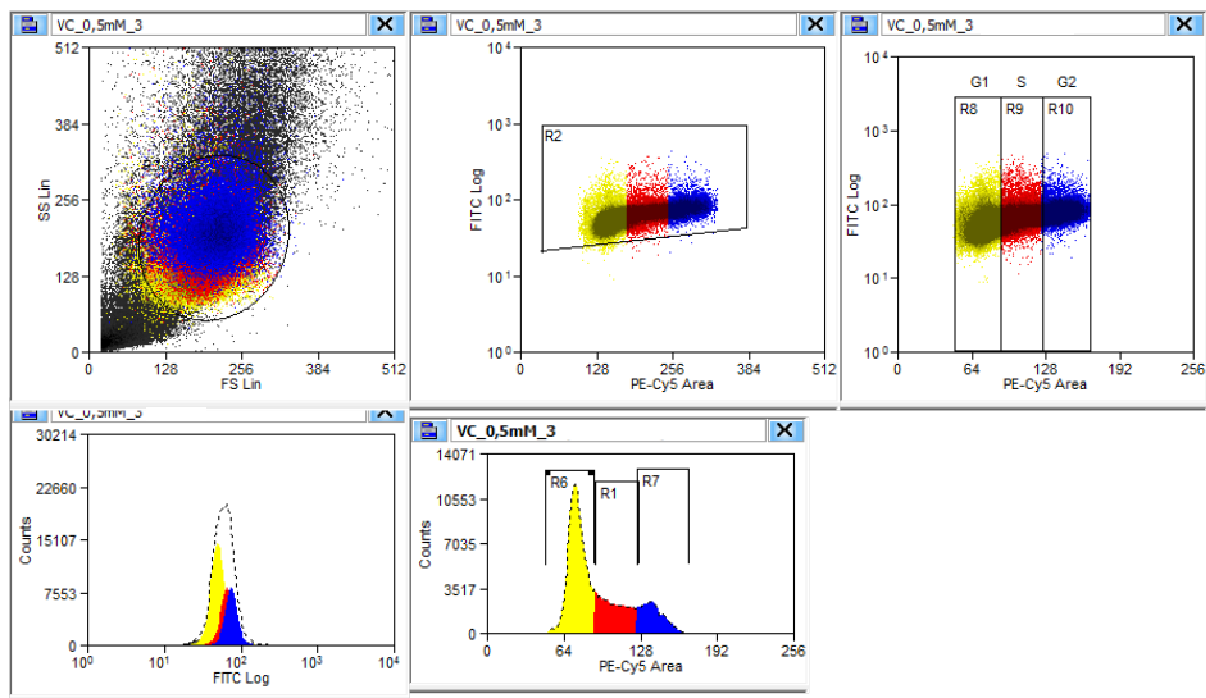 VC_0,5mM_3
512
384
256
128
0
SS Lin
0 128 256 384 512
FS Lin
VC_0,5mM_3
10⁴
10³
10²
10¹
10⁰
FITC Log
R2
0 128 256 384 512
PE-Cy5 Area
VC_0,5mM_3
10⁴
10³
10²
10¹
10⁰
FITC Log
G1 S G2
R8 R9 R10
0 64 128 192 256
PE-Cy5 Area
VC_0,5mM_3
30214
22660
15107
7553
0
Counts
10⁰ 10¹ 10² 10³ 10⁴
FITC Log
VC_0,5mM_3
14071
10553
7035
3517
0
Counts
R6 R1 R7
0 64 128 192 256
PE-Cy5 Area